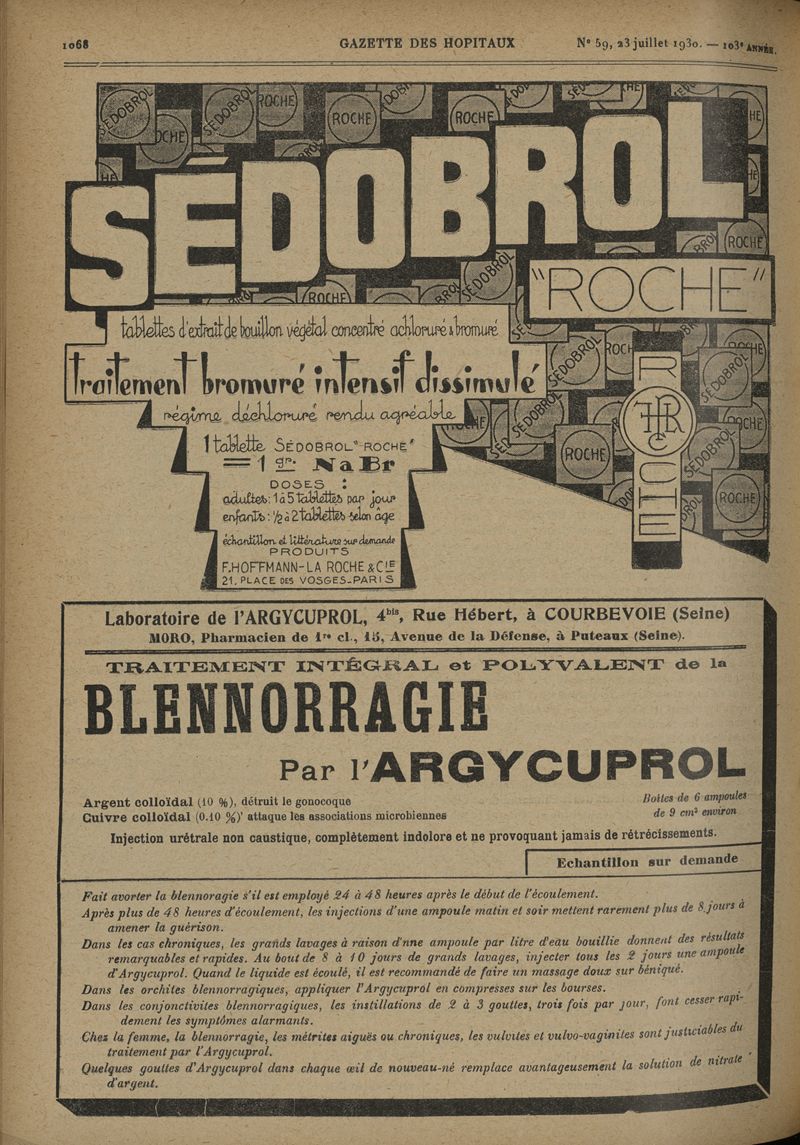 1068 GAZETTE DES HOPITAUX N° 59, 23 juillet 1930. — 103e ANNÉE.
SÉDOBROL
"ROCHE"
tablettes d'extrait de bouillon végétal concentré achloruré & bromuré
traitement bromuré intensif dissimulé
régime déchloruré rendu agréable
1 tablette SÉDOBROL "ROCHE"
= 1 gr. NaBr
DOSES :
adultes : 1 à 5 tablettes par jour
enfants : ½ à 2 tablettes selon âge
échantillon et littérature sur demande
PRODUITS
F. HOFFMANN-LA ROCHE & Cie
21, PLACE DES VOSGES-PARIS
ROCHE
Laboratoire de l'ARGYCUPROL, 4bis, Rue Hébert, à COURBEVOIE (Seine)
MORO, Pharmacien de 1re cl., 15, Avenue de la Défense, à Puteaux (Seine).
TRAITEMENT INTÉGRAL et POLYVALENT de la
BLENNORRAGIE
Par l'ARGYCUPROL
Argent colloïdal (10 %), détruit le gonocoque
Cuivre colloïdal (0.10 %)' attaque les associations microbiennes
Boîtes de 6 ampoules
de 9 cm³ environ
Injection urétrale non caustique, complètement indolore et ne provoquant jamais de rétrécissements.
Echantillon sur demande
Fait avorter la blennoragie s'il est employé 24 à 48 heures après le début de l'écoulement.
Après plus de 48 heures d'écoulement, les injections d'une ampoule matin et soir mettent rarement plus de 8 jours à
amener la guérison.
Dans les cas chroniques, les grands lavages à raison d'nne ampoule par litre d'eau bouillie donnent des résultats
remarquables et rapides. Au bout de 8 à 10 jours de grands lavages, injecter tous les 2 jours une ampoule
d'Argycuprol. Quand le liquide est écoulé, il est recommandé de faire un massage doux sur béniqué.
Dans les orchites blennorragiques, appliquer l'Argycuprol en compresses sur les bourses.
Dans les conjonctivites blennorragiques, les instillations de 2 à 3 gouttes, trois fois par jour, font cesser rapi-
dement les symptômes alarmants.
Chez la femme, la blennorragie, les métrites aiguës ou chroniques, les vulvites et vulvo-vaginites sont justiciables du
traitement par l'Argycuprol.
Quelques gouttes d'Argycuprol dans chaque œil de nouveau-né remplace avantageusement la solution de nitrate
d'argent.